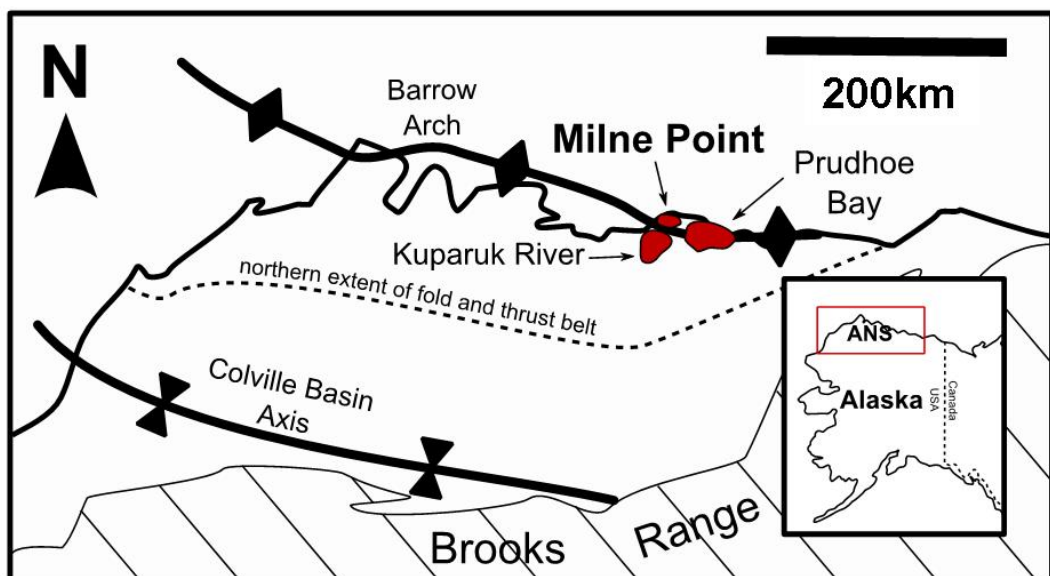 N
Barrow
Arch
200km
Milne Point
Prudhoe
Bay
Kuparuk River
northern extent of fold and thrust belt
Colville Basin
Axis
ANS
Alaska
USA
Canada
Brooks
Range